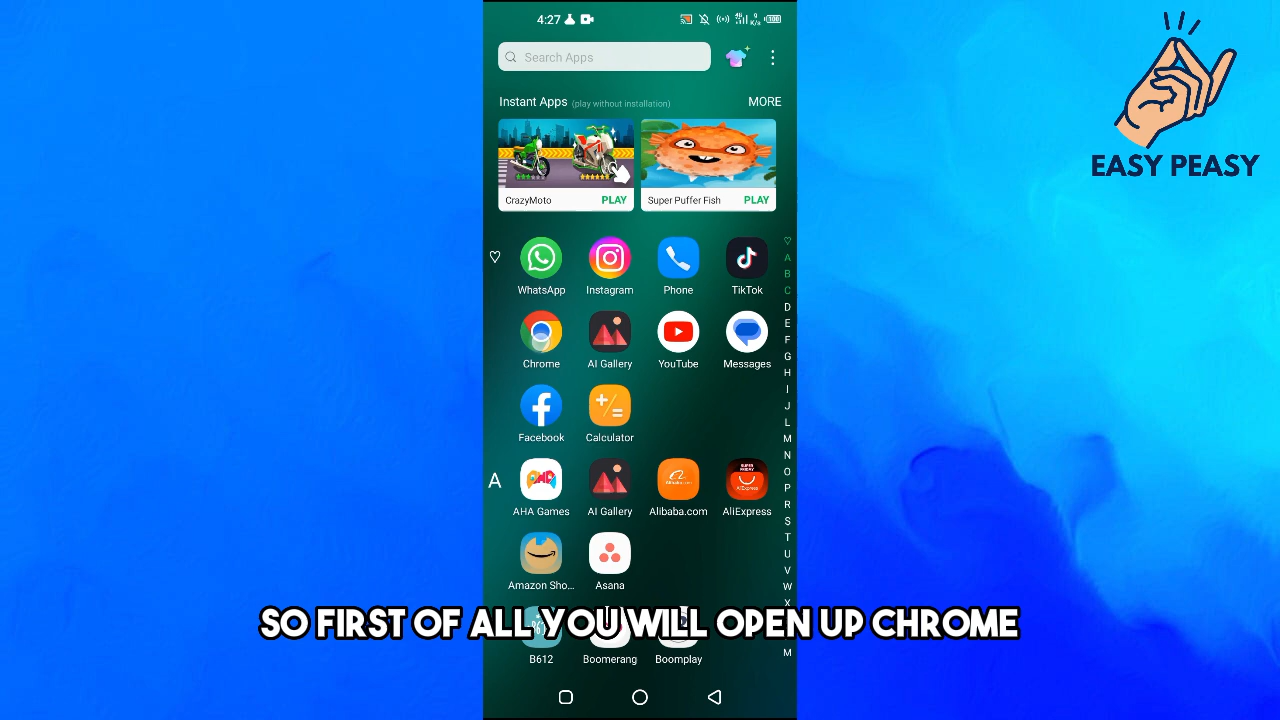 4:27
Search Apps
Instant Apps (play without installation) MORE
CrazyMoto PLAY
Super Puffer Fish PLAY
WhatsApp Instagram Phone TikTok
Chrome AI Gallery YouTube Messages
Facebook Calculator
A
AHA Games AI Gallery Alibaba.com AliExpress
Amazon Sho... Asana
B612 Boomerang Boomplay
A
B
C
D
E
F
G
H
I
J
L
M
N
O
P
R
S
T
U
V
W
X
M
EASY PEASY
SO FIRST OF ALL YOU WILL OPEN UP CHROME